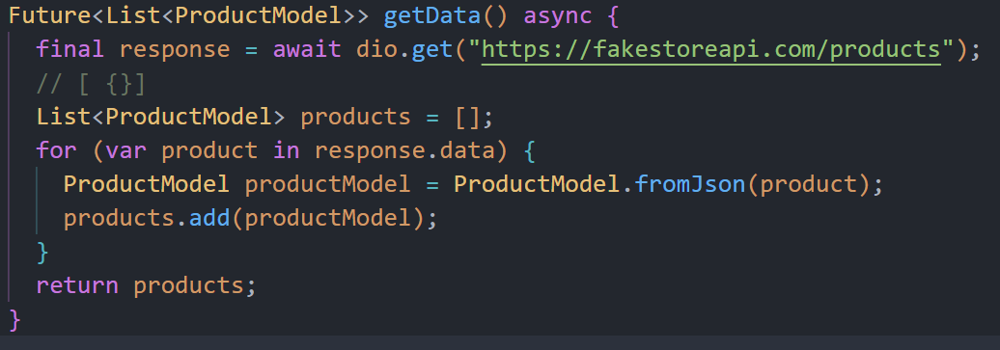 Future<List<ProductModel>> getData() async {
  final response = await dio.get("https://fakestoreapi.com/products");
  // [ {}]
  List<ProductModel> products = [];
  for (var product in response.data) {
    ProductModel productModel = ProductModel.fromJson(product);
    products.add(productModel);
  }
  return products;
}